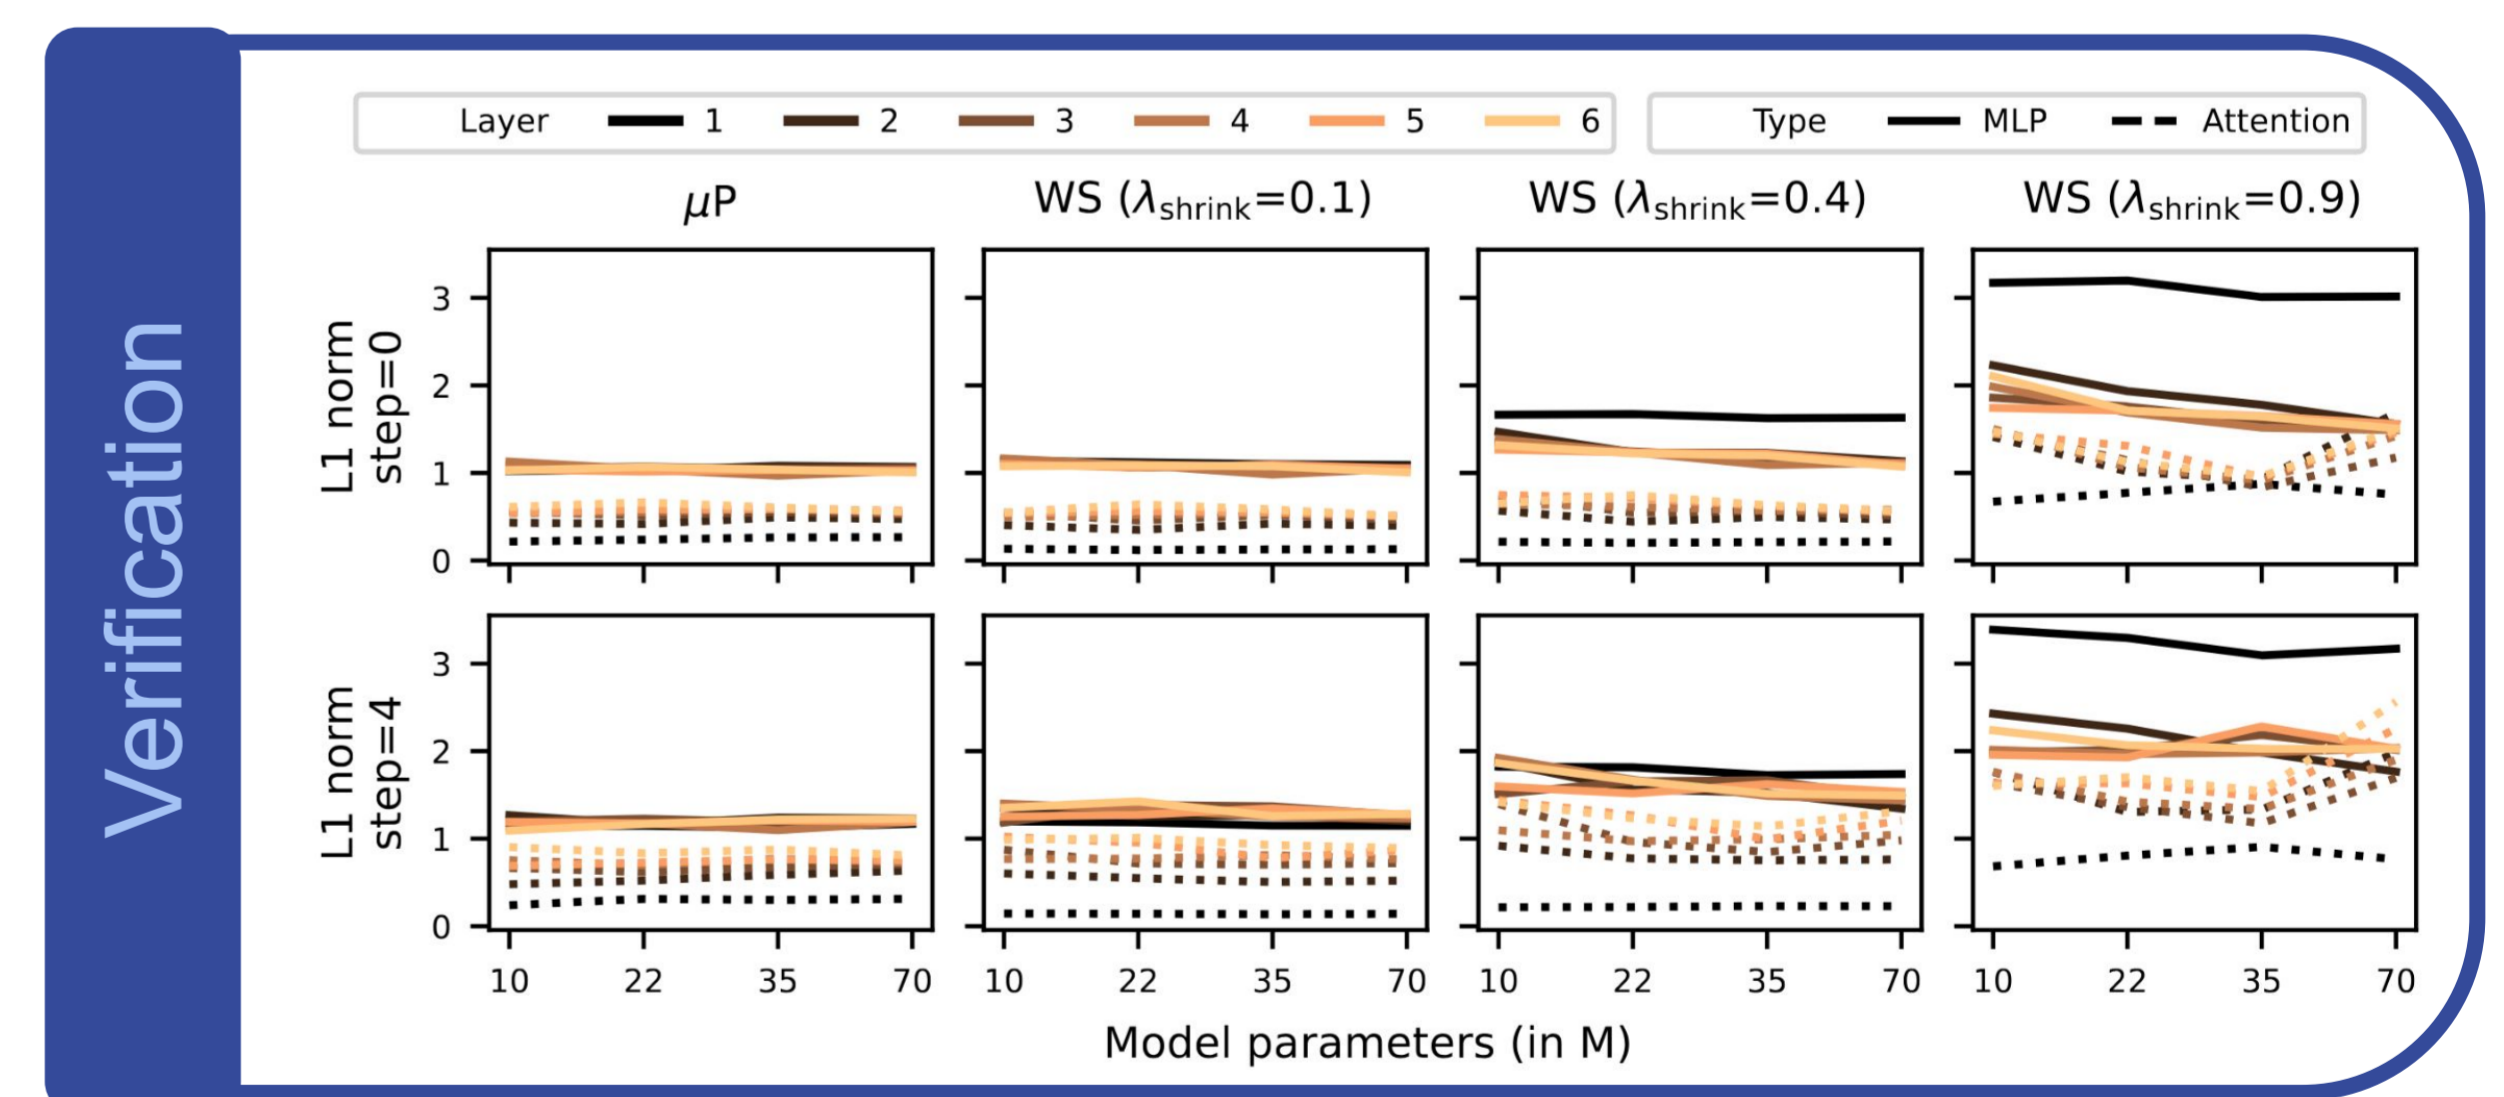 Verification
Layer 1 2 3 4 5 6
Type MLP Attention
μP
WS (λshrink=0.1)
WS (λshrink=0.4)
WS (λshrink=0.9)
L1 norm
step=0
3
2
1
0
L1 norm
step=4
3
2
1
0
10 22 35 70 10 22 35 70 10 22 35 70 10 22 35 70
Model parameters (in M)